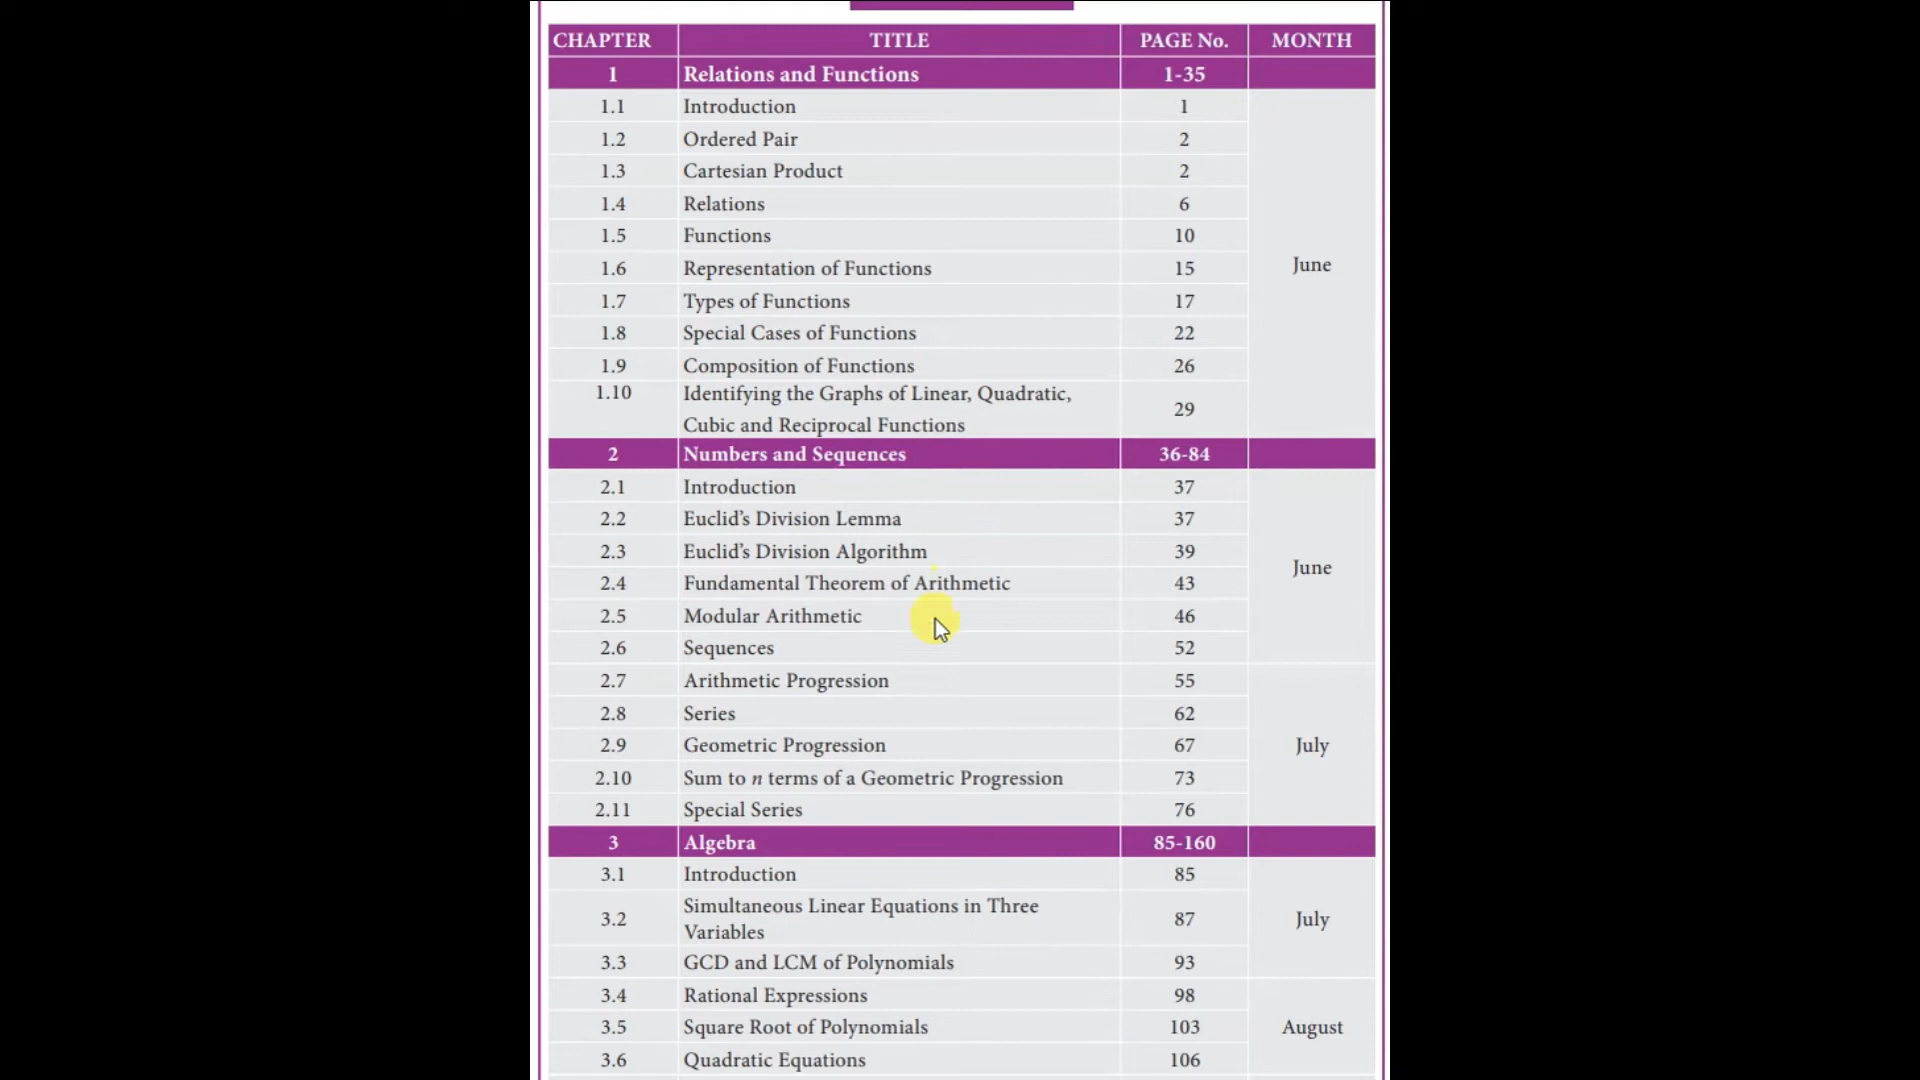 CHAPTER TITLE PAGE No. MONTH
1 Relations and Functions 1-35
1.1 Introduction 1
1.2 Ordered Pair 2
1.3 Cartesian Product 2
1.4 Relations 6
1.5 Functions 10
1.6 Representation of Functions 15
June
1.7 Types of Functions 17
1.8 Special Cases of Functions 22
1.9 Composition of Functions 26
1.10 Identifying the Graphs of Linear, Quadratic,
Cubic and Reciprocal Functions 29
2 Numbers and Sequences 36-84
2.1 Introduction 37
2.2 Euclid’s Division Lemma 37
2.3 Euclid’s Division Algorithm 39
June
2.4 Fundamental Theorem of Arithmetic 43
2.5 Modular Arithmetic 46
2.6 Sequences 52
2.7 Arithmetic Progression 55
2.8 Series 62
2.9 Geometric Progression 67 July
2.10 Sum to n terms of a Geometric Progression 73
2.11 Special Series 76
3 Algebra 85-160
3.1 Introduction 85
3.2 Simultaneous Linear Equations in Three
Variables 87 July
3.3 GCD and LCM of Polynomials 93
3.4 Rational Expressions 98
3.5 Square Root of Polynomials 103 August
3.6 Quadratic Equations 106